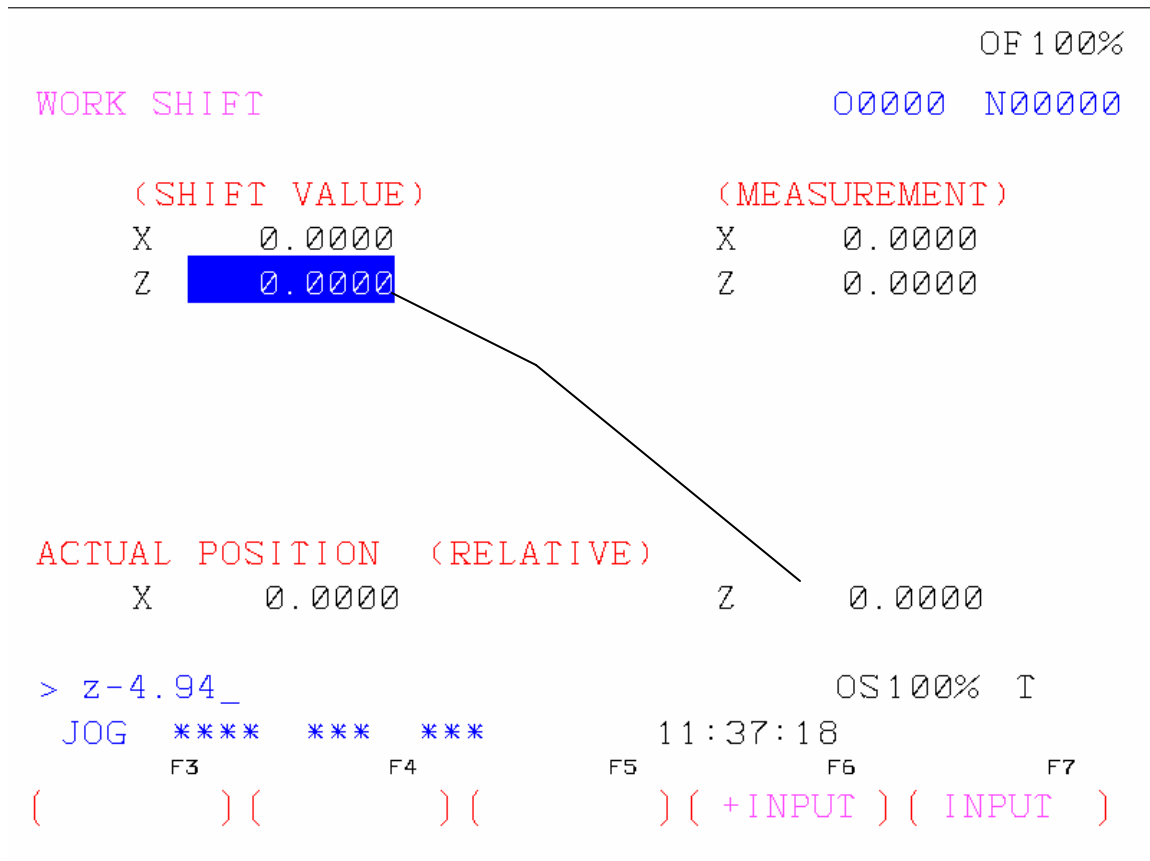 OF100%
WORK SHIFT O0000 N00000
(SHIFT VALUE) (MEASUREMENT)
X 0.0000 X 0.0000
Z 0.0000 Z 0.0000
ACTUAL POSITION (RELATIVE)
X 0.0000 Z 0.0000
> z-4.94_ OS100% T
JOG **** *** *** 11:37:18
F3 F4 F5 F6 F7
( )( )( )( +INPUT )( INPUT )